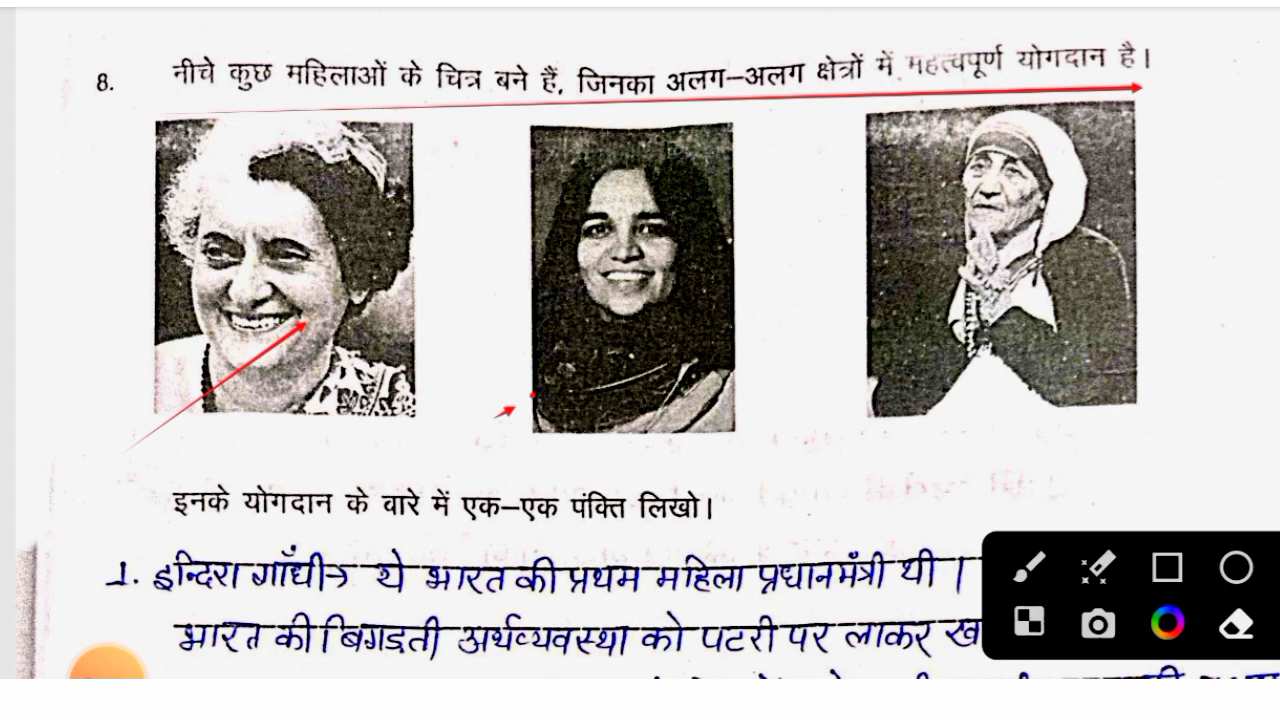 8. नीचे कुछ महिलाओं के चित्र बने हैं, जिनका अलग–अलग क्षेत्रों में महत्वपूर्ण योगदान है।
इनके योगदान के वारे में एक–एक पंक्ति लिखो।
1. इन्दिरा गाँधी→ ये भारत की प्रथम महिला प्रधानमंत्री थी।
भारत की बिगडती अर्थव्यवस्था को पटरी पर लाकर ख